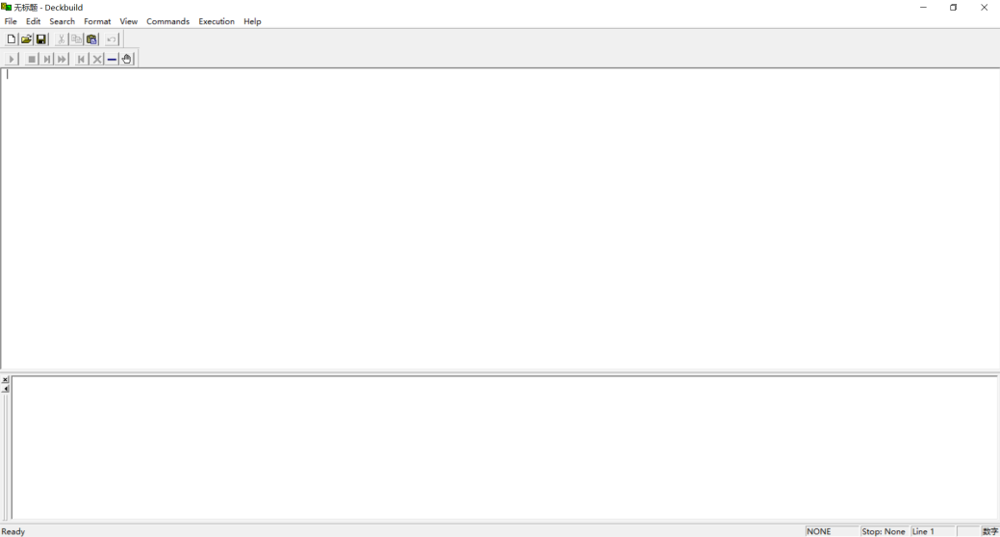 无标题 - Deckbuild
File Edit Search Format View Commands Execution Help
Ready NONE Stop: None Line 1 数字